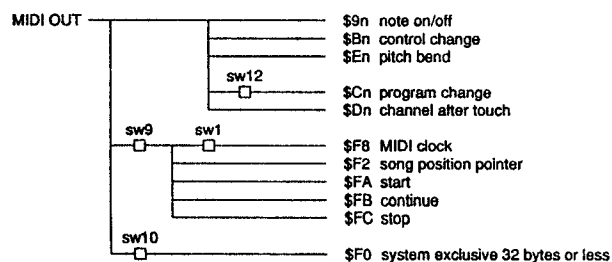 MIDI OUT
$9n note on/off
$Bn control change
$En pitch bend
sw12
$Cn program change
$Dn channel after touch
sw9
sw1
$F8 MIDI clock
$F2 song position pointer
$FA start
$FB continue
$FC stop
sw10
$F0 system exclusive 32 bytes or less